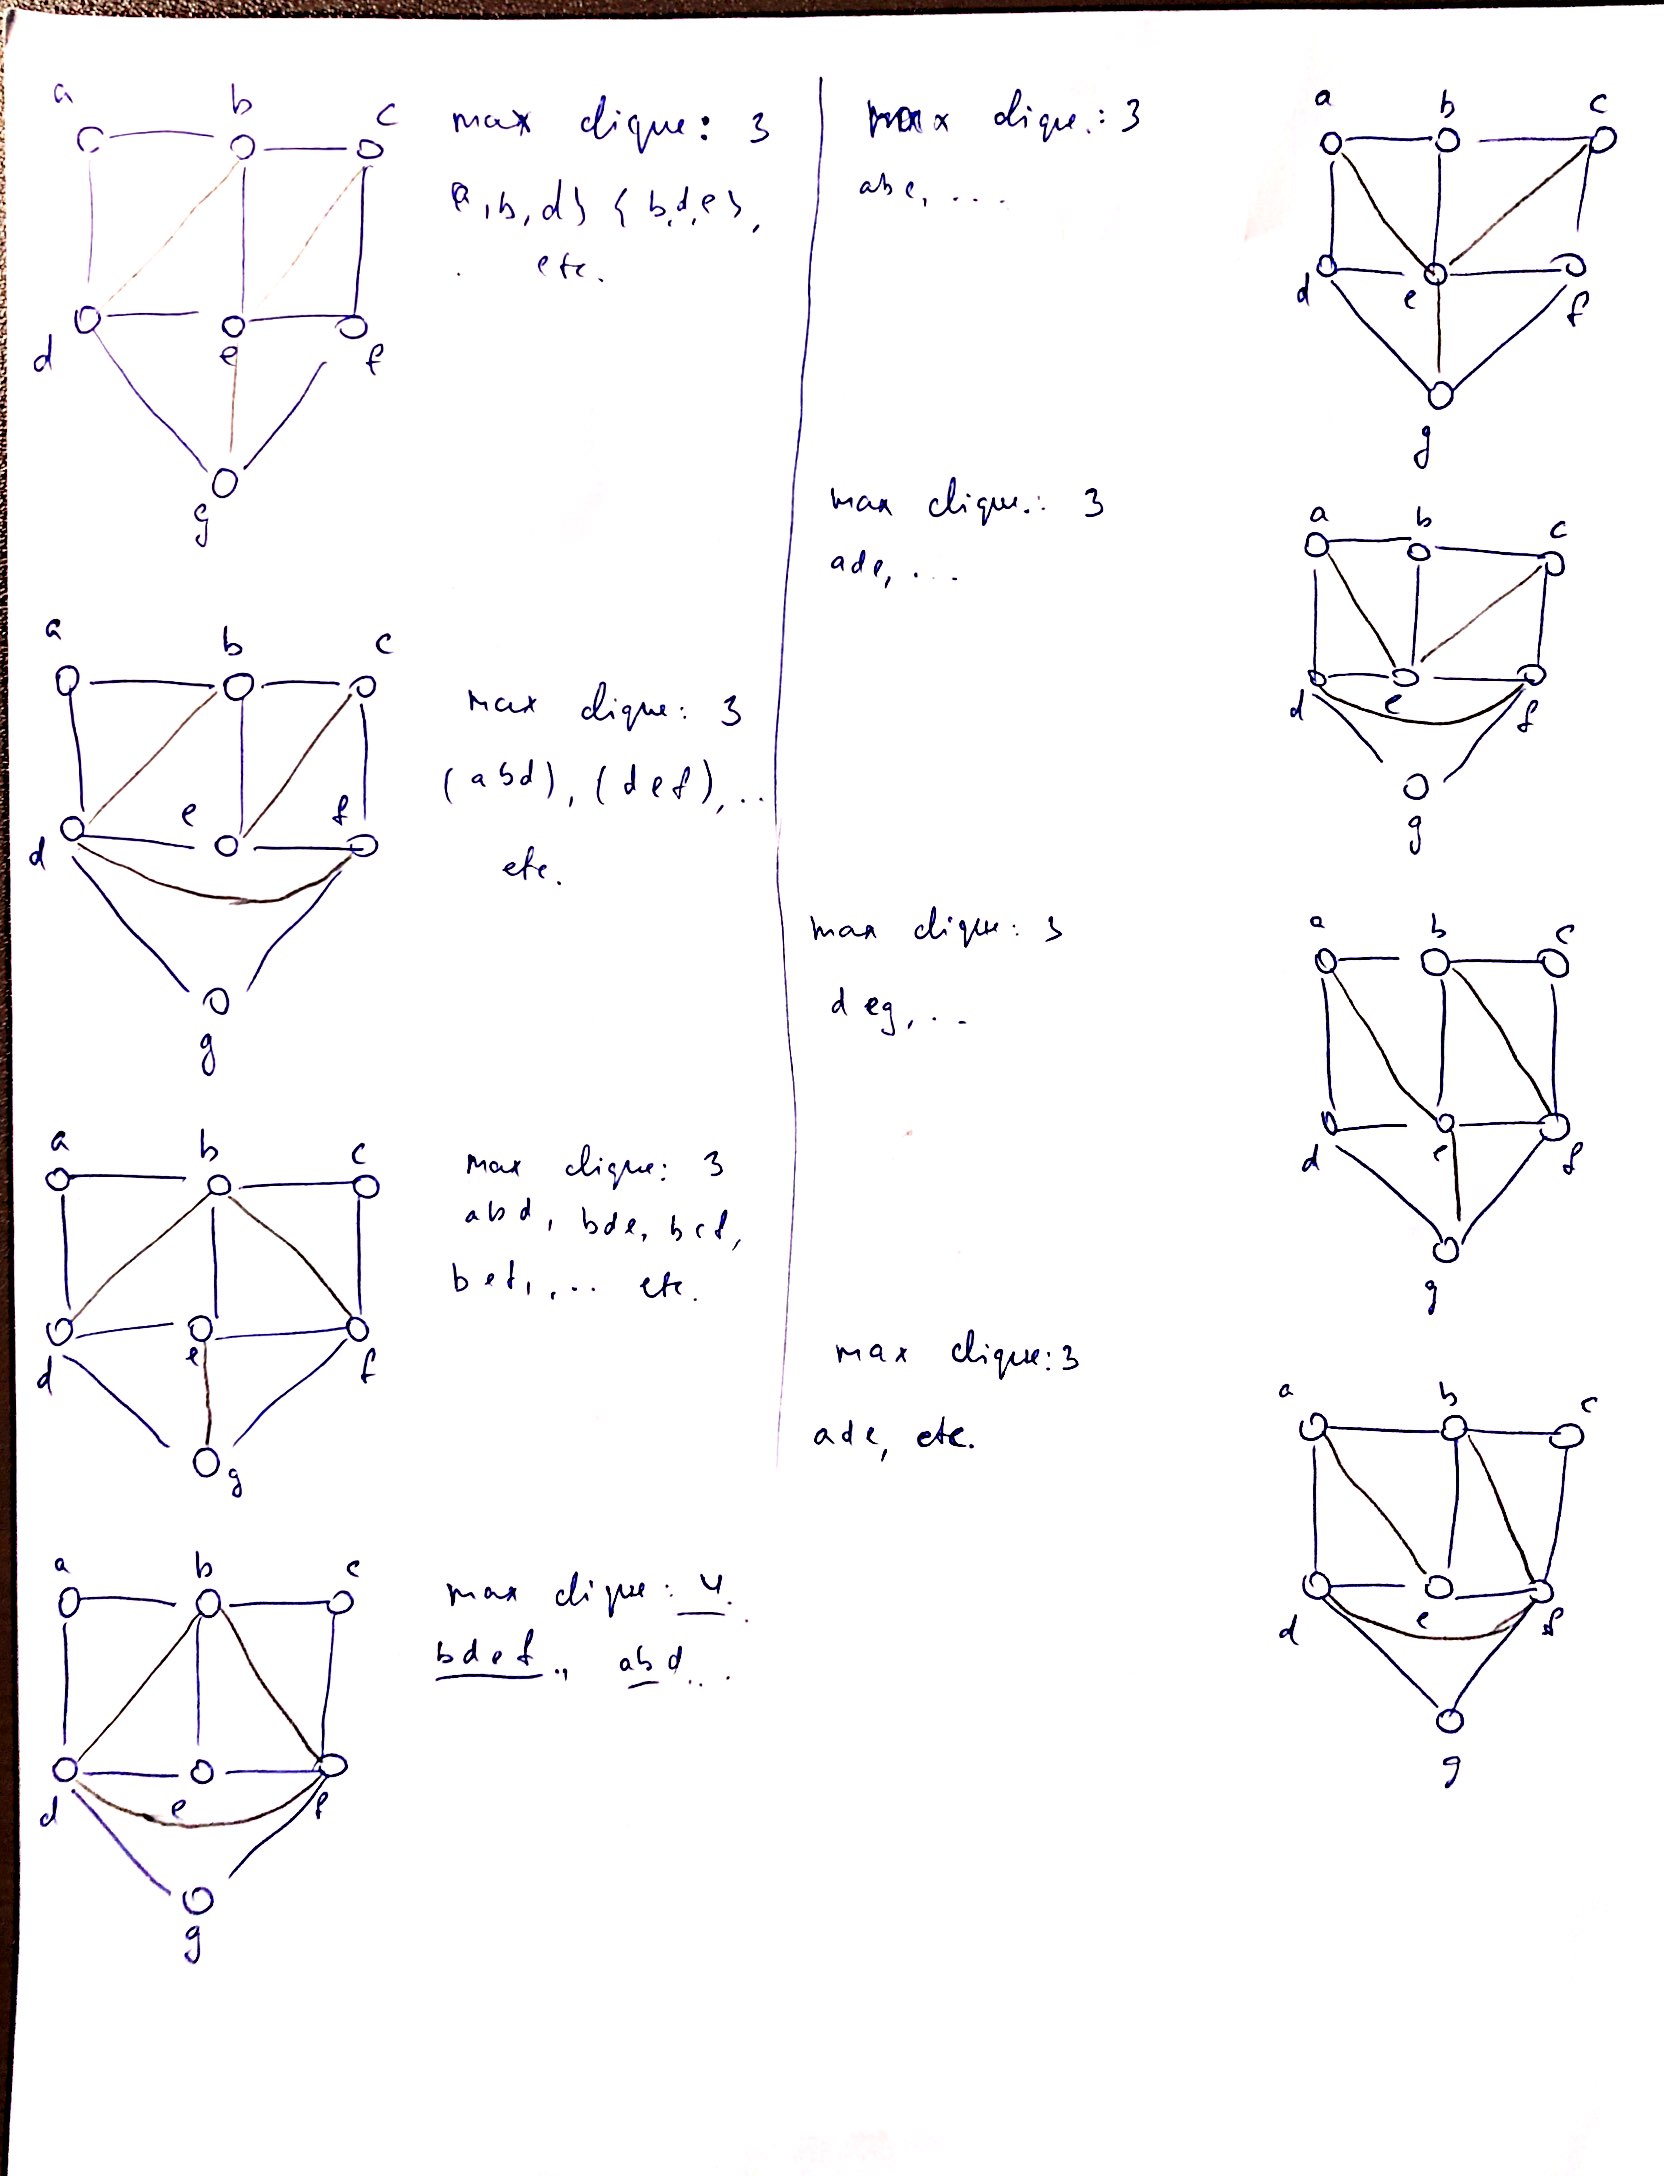 a b c
max clique: 3
a, b, d} {b,d,e},
etc.
d e f
g
a b c
max clique: 3
(abd), (def), ..
etc.
e f
d
g
a b c
max clique: 3
abd, bde, bcf,
bef, ... etc.
d e f
g
a b c
max clique: 4
bdef., abd...
d e f
g
max clique.: 3
abe, ...
a b c
d e f
g
max clique.: 3
ade, ...
a b c
d e f
g
max clique: 3
deg, ..
a b c
d e f
g
max clique: 3
ade, etc.
a b c
d e f
g